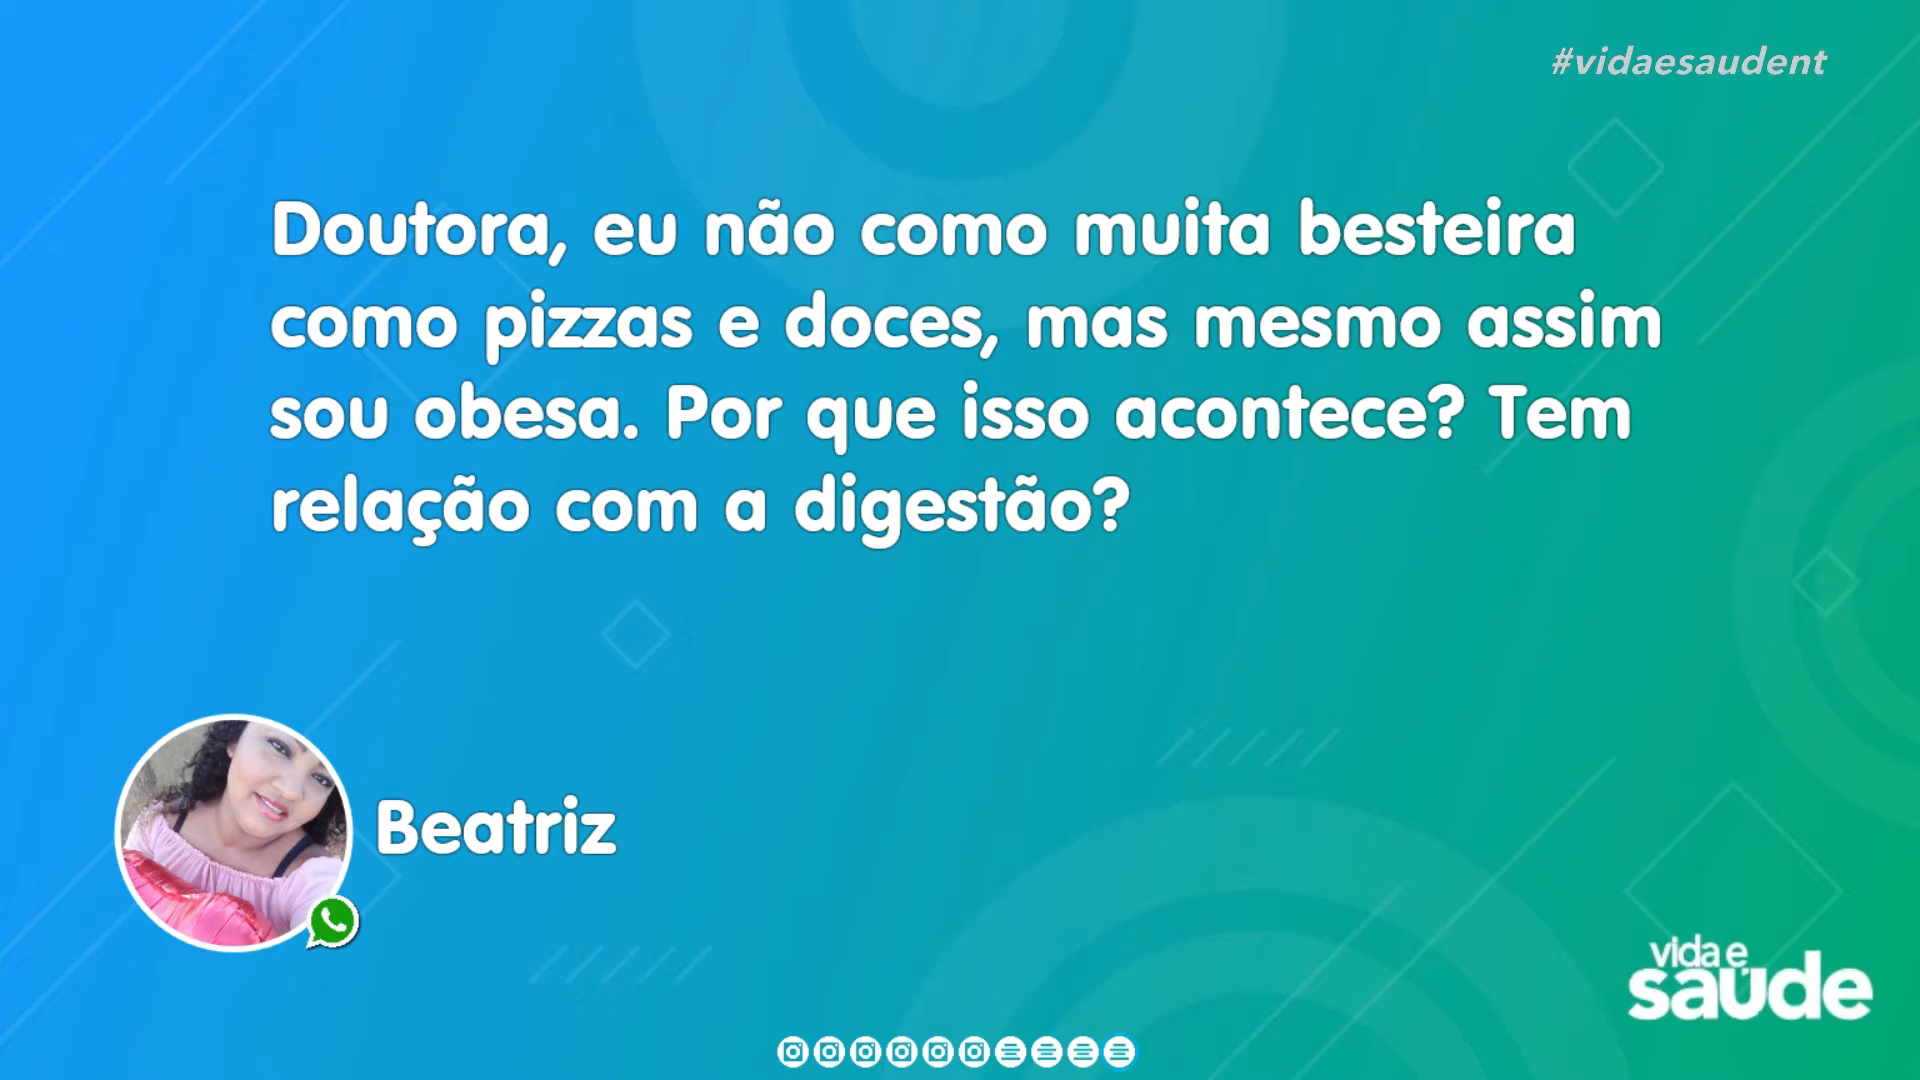 #vidaesaudent
Doutora, eu não como muita besteira
como pizzas e doces, mas mesmo assim
sou obesa. Por que isso acontece? Tem
relação com a digestão?
Beatriz
vida e
saúde